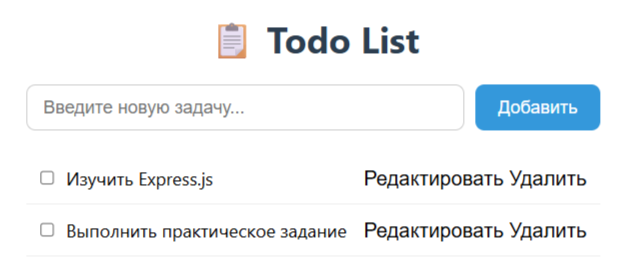 Todo List
Введите новую задачу... Добавить
Изучить Express.js Редактировать Удалить
Выполнить практическое задание Редактировать Удалить